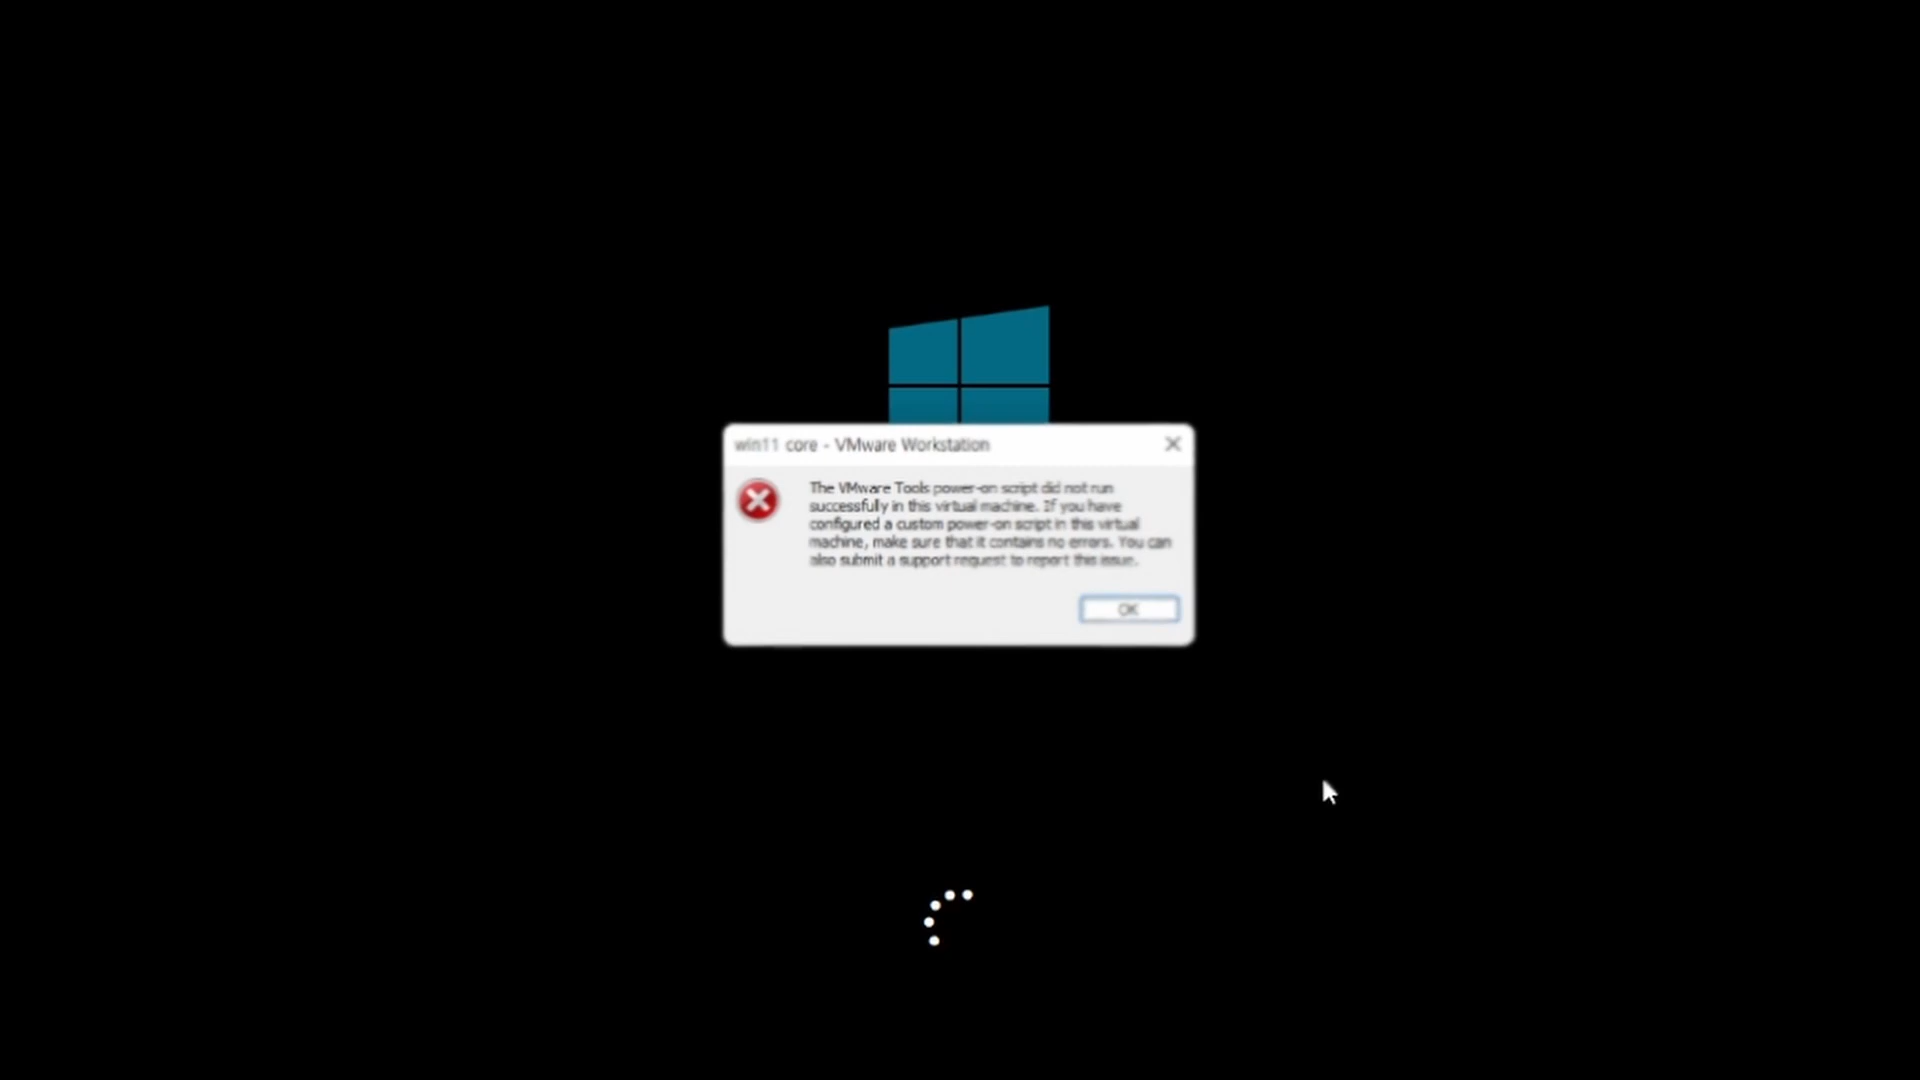 win11 core - VMware Workstation
The VMware Tools power-on script did not run
successfully in this virtual machine. If you have
configured a custom power-on script in this virtual
machine, make sure that it contains no errors. You can
also submit a support request to report this issue.
OK